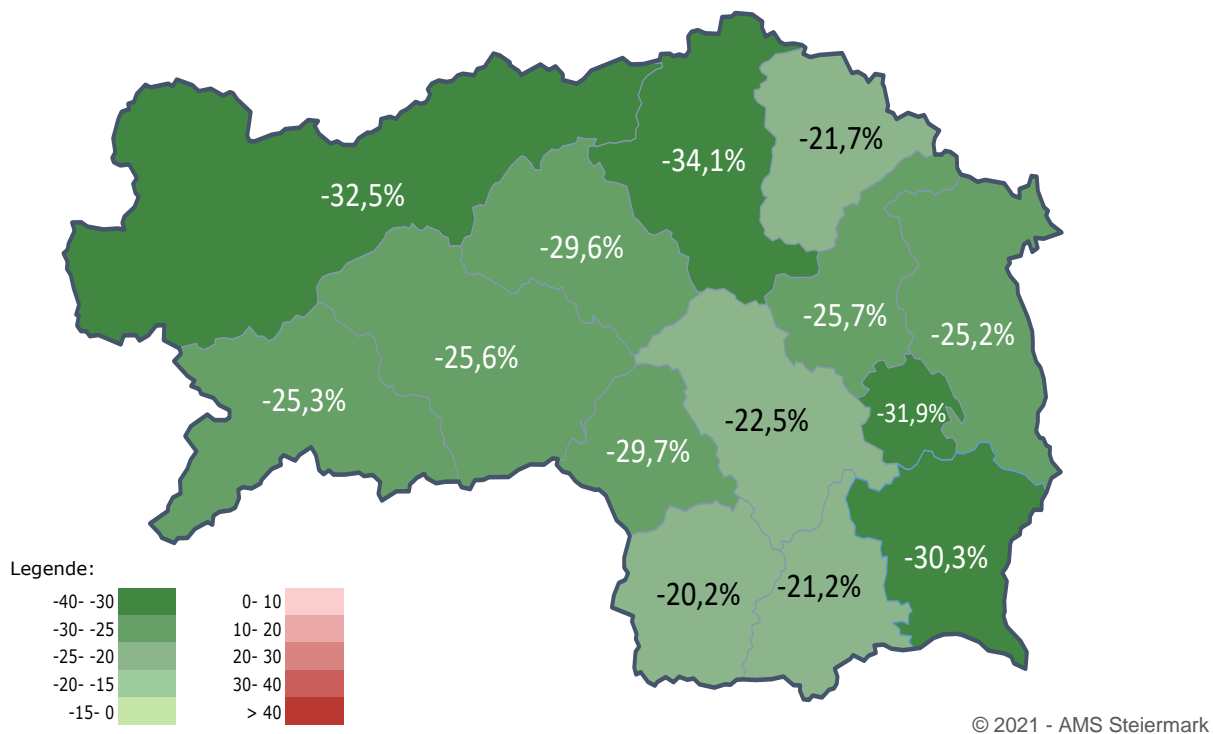 -21,7%
-34,1%
-32,5%
-29,6%
-25,7%
-25,2%
-25,6%
-25,3%
-31,9%
-22,5%
-29,7%
-30,3%
-20,2%
-21,2%
Legende:
-40- -30 0- 10
-30- -25 10- 20
-25- -20 20- 30
-20- -15 30- 40
-15- 0 > 40
© 2021 - AMS Steiermark